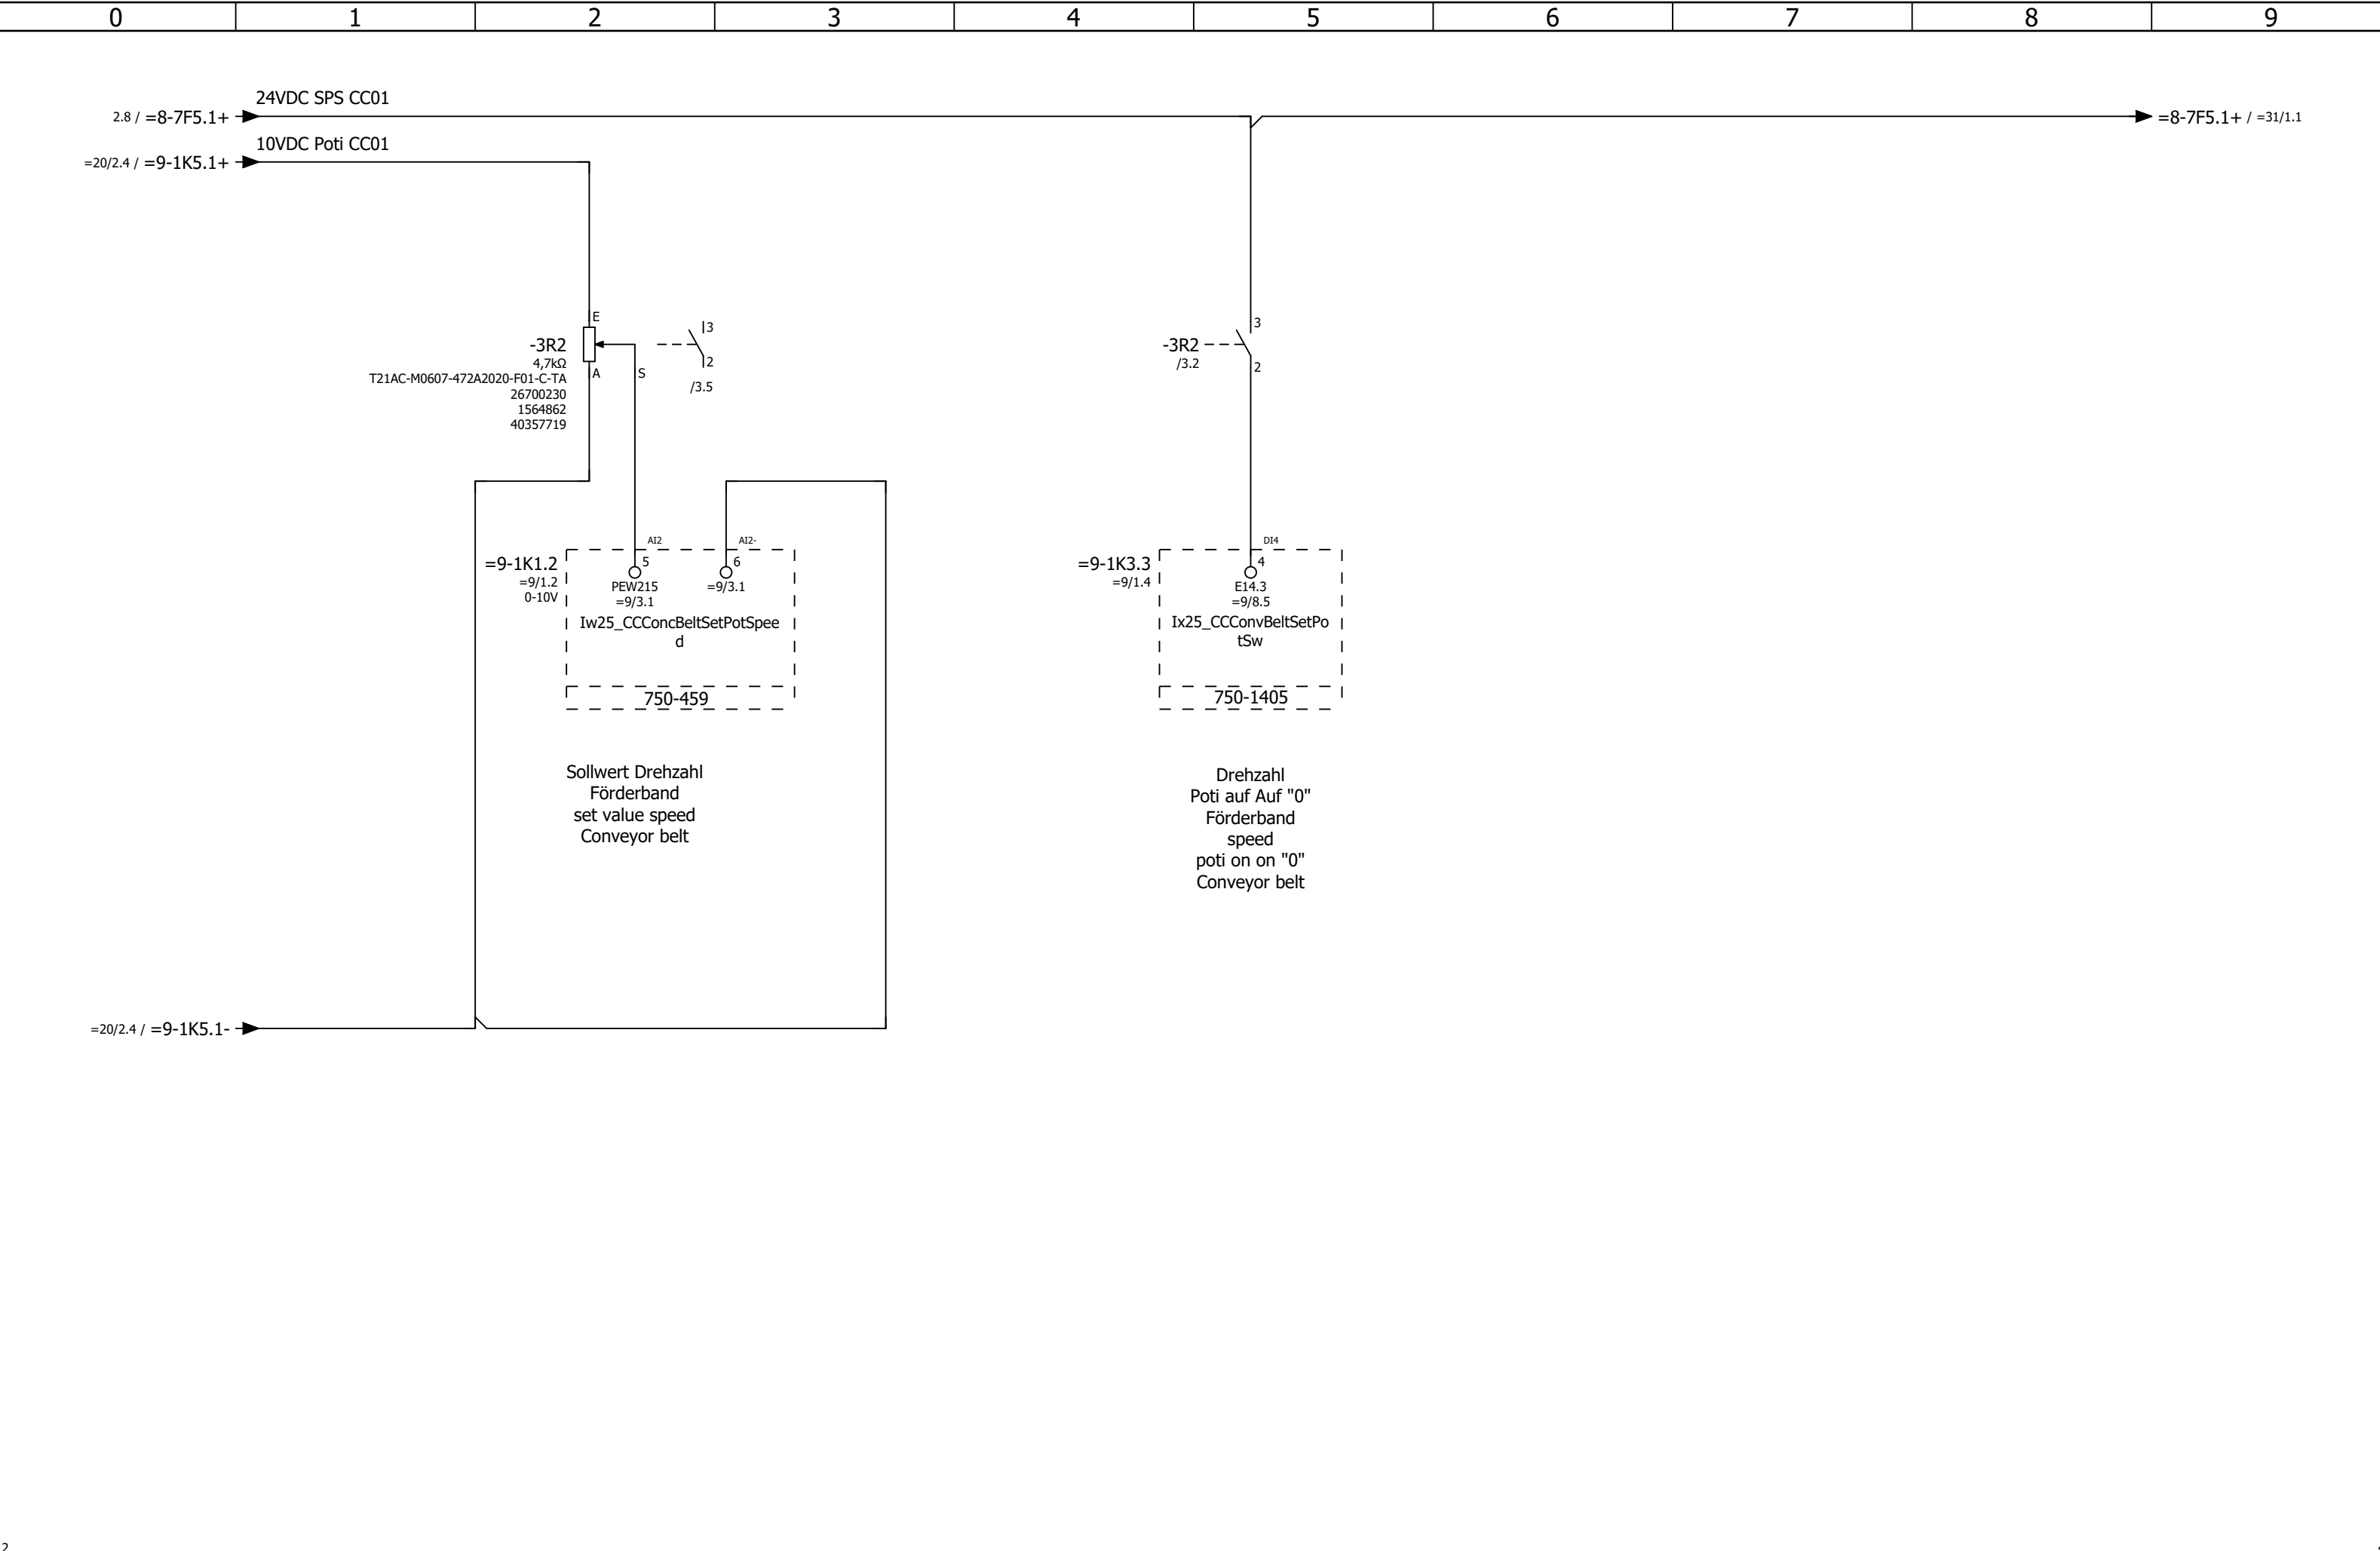 0 1 2 3 4 5 6 7 8 9
24VDC SPS CC01
2.8 / =8-7F5.1+
=8-7F5.1+ / =31/1.1
10VDC Poti CC01
=20/2.4 / =9-1K5.1+
E
-3R2
4,7kΩ
T21AC-M0607-472A2020-F01-C-TA
26700230
1564862
40357719
A
S
3
2
/3.5
-3R2
/3.2
3
2
=9-1K1.2
=9/1.2
0-10V
AI2
5
PEW215
=9/3.1
AI2-
6
=9/3.1
Iw25_CCConcBeltSetPotSpee
d
750-459
=9-1K3.3
=9/1.4
DI4
4
E14.3
=9/8.5
Ix25_CCConvBeltSetPo
tSw
750-1405
Sollwert Drehzahl
Förderband
set value speed
Conveyor belt
Drehzahl
Poti auf Auf "0"
Förderband
speed
poti on on "0"
Conveyor belt
=20/2.4 / =9-1K5.1-
2